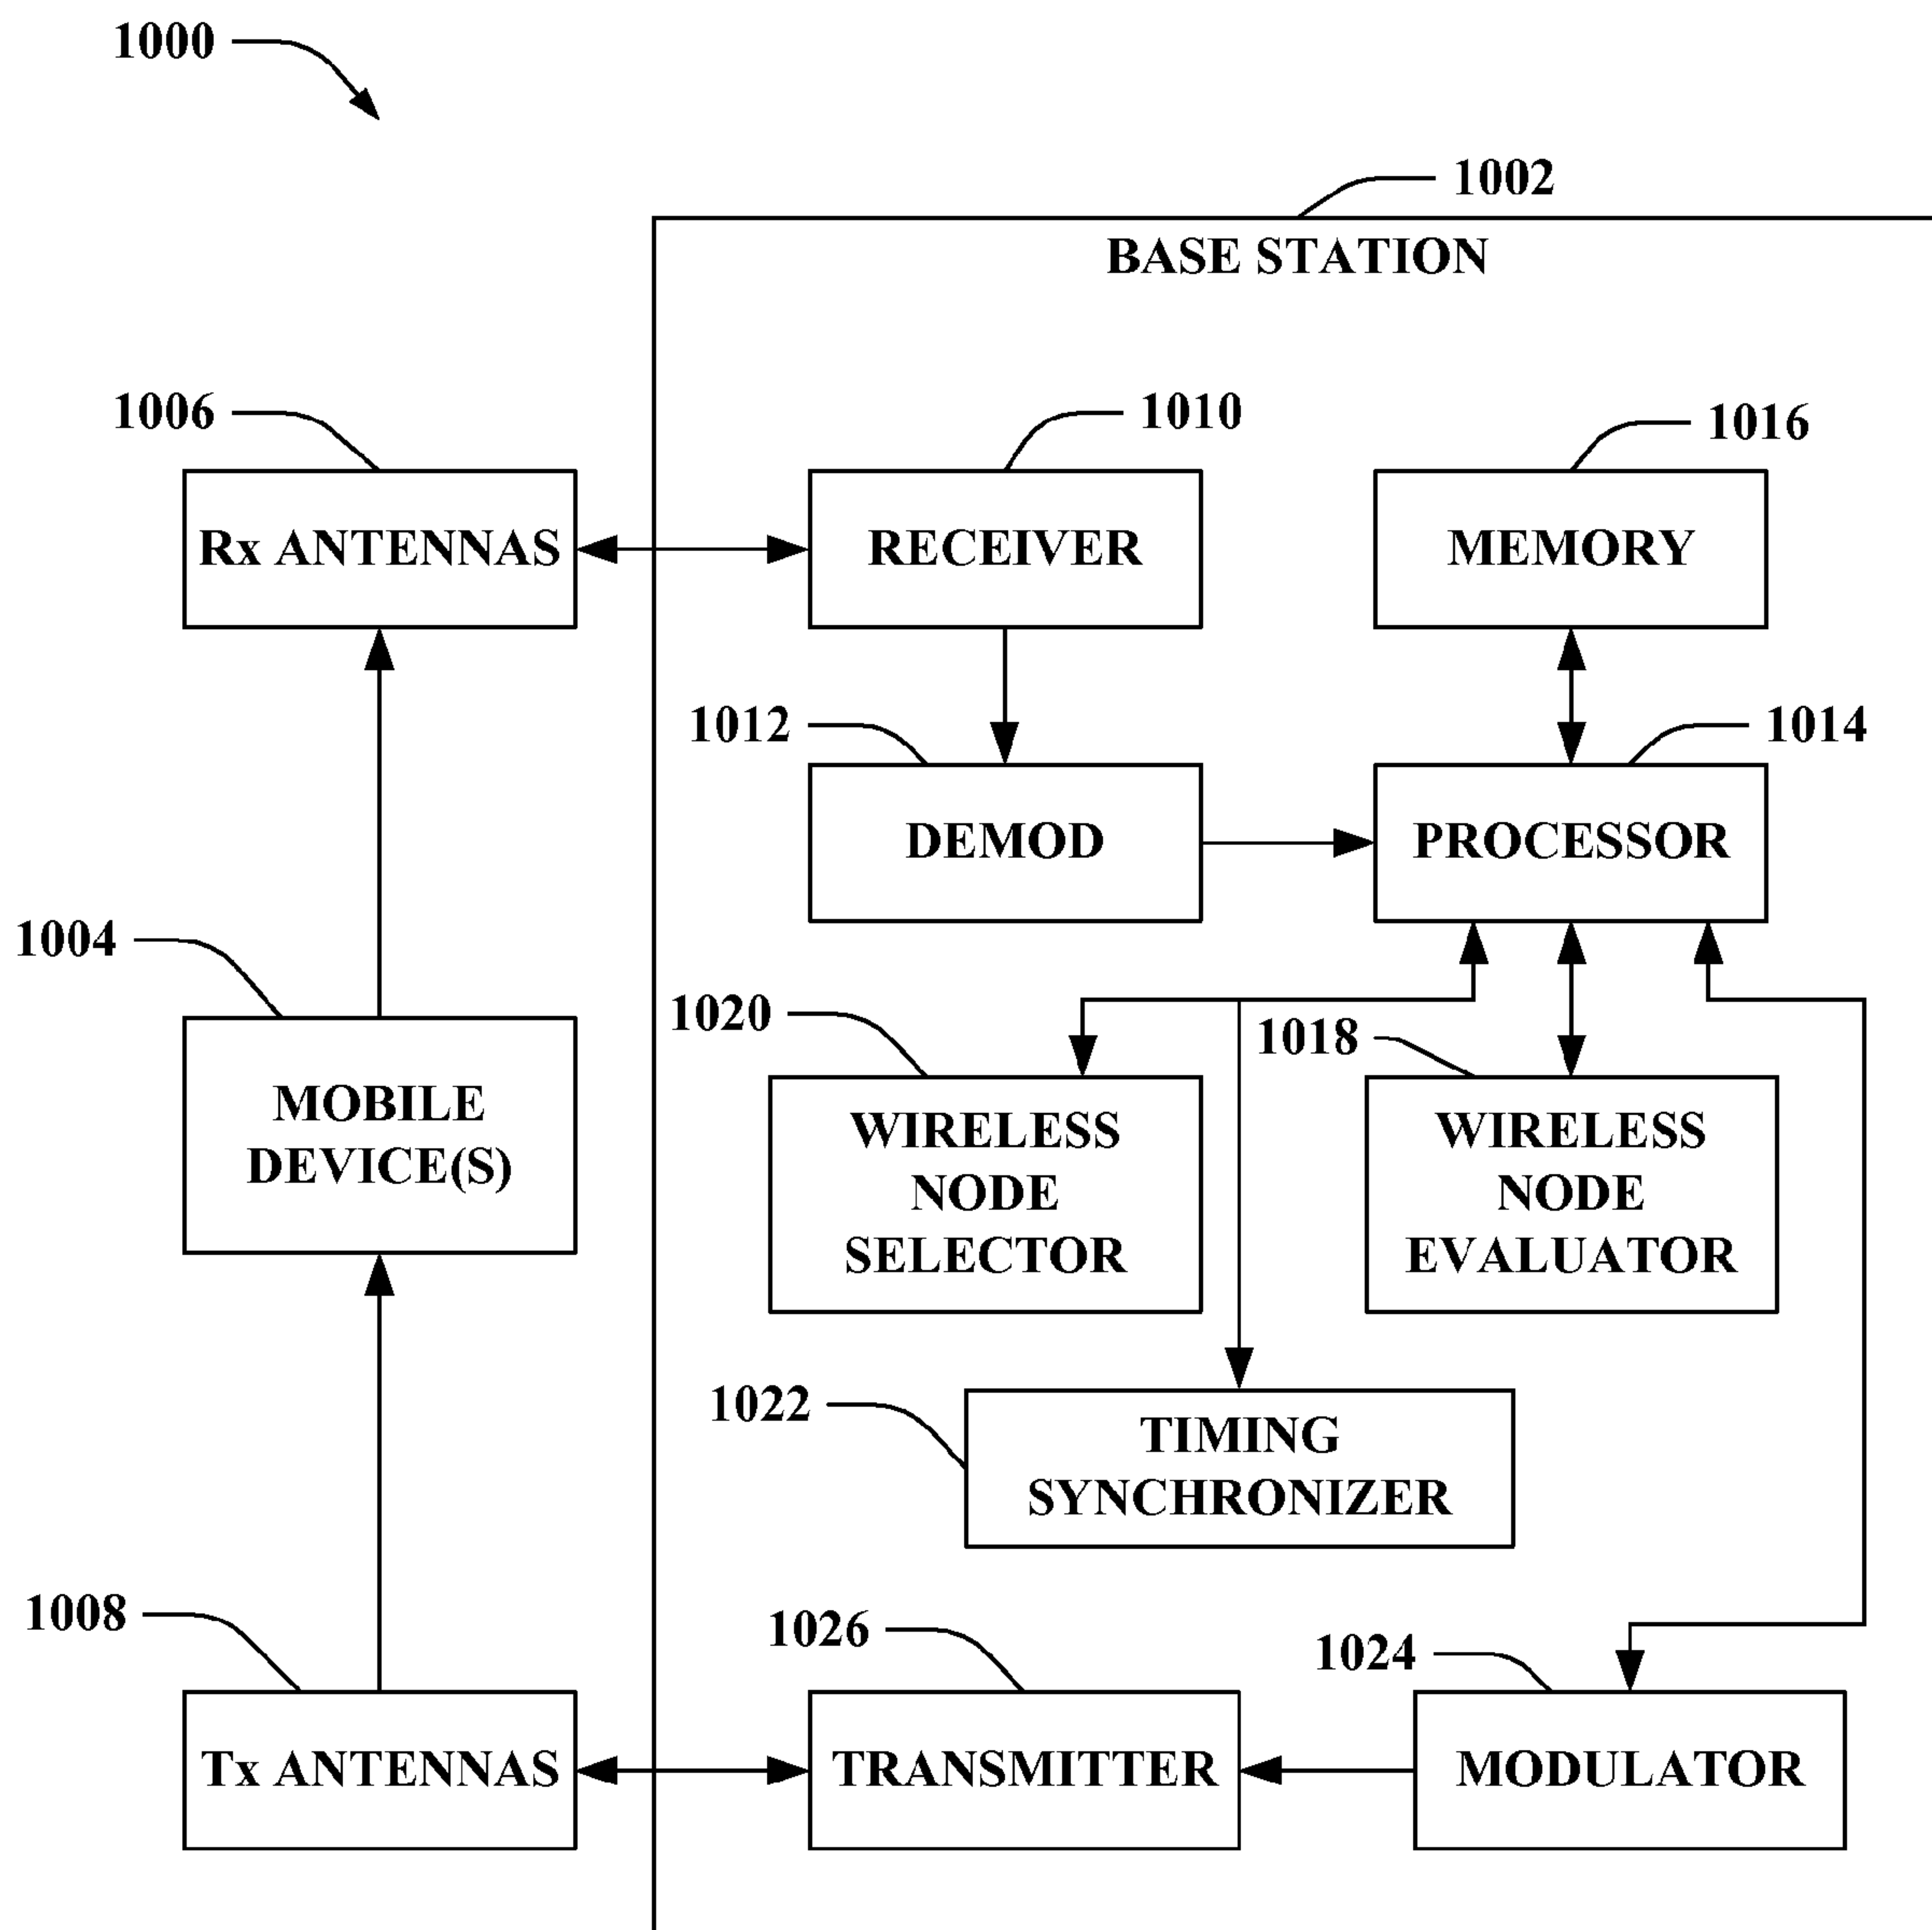 1000
1002
BASE STATION
1006
1010
1016
Rx ANTENNAS
RECEIVER
MEMORY
1012
1014
DEMOD
PROCESSOR
1004
1020
1018
MOBILE
DEVICE(S)
WIRELESS
NODE
SELECTOR
WIRELESS
NODE
EVALUATOR
1022
TIMING
SYNCHRONIZER
1008
1026
1024
Tx ANTENNAS
TRANSMITTER
MODULATOR